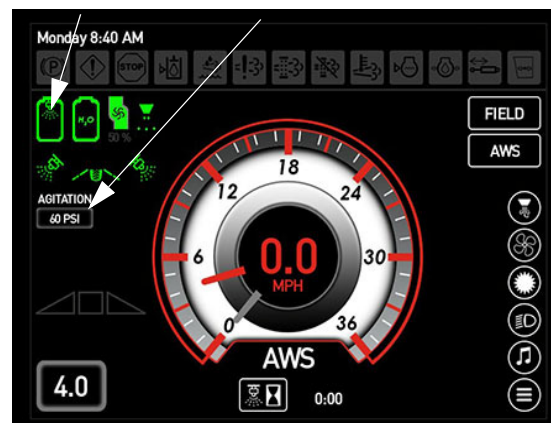 Monday 8:40 AM
P
STOP
H₂O
50 %
FIELD
AWS
AGITATION
60 PSI
18
12
24
6
30
0
36
0.0
MPH
AWS
4.0
0:00